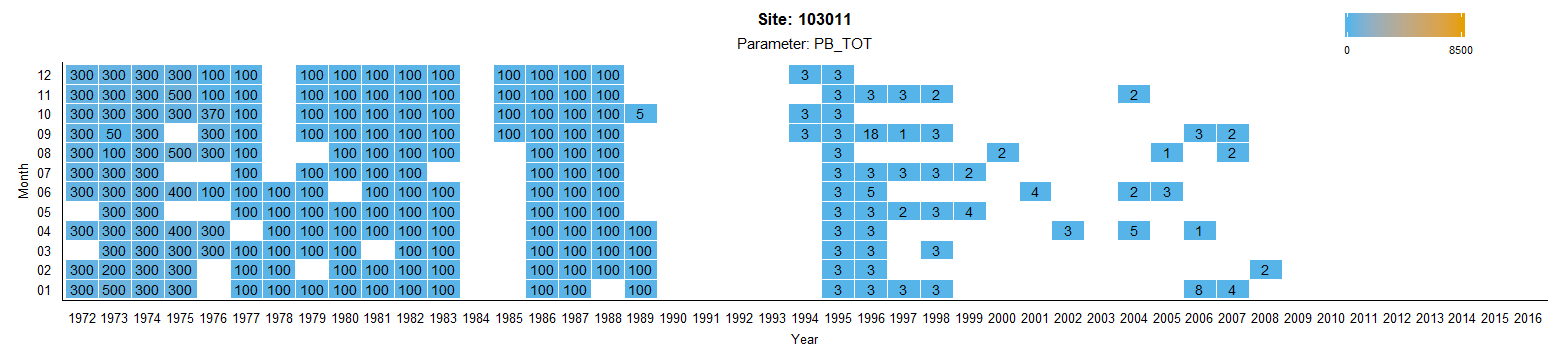 Site: 103011
Parameter: PB_TOT
0 8500
12 300 300 300 300 100 100 100 100 100 100 100 100 100 100 100 3 3
11 300 300 300 500 100 100 100 100 100 100 100 100 100 100 100 3 3 3 2 2
10 300 300 300 300 370 100 100 100 100 100 100 100 100 100 100 5 3 3
09 300 50 300 300 100 100 100 100 100 100 100 100 100 100 3 3 18 1 3 3 2
08 300 100 300 500 300 100 100 100 100 100 100 100 100 3 2 1 2
07 300 300 300 100 100 100 100 100 100 100 100 3 3 3 3 2
06 300 300 300 400 100 100 100 100 100 100 100 100 100 100 3 5 4 2 3
05 300 300 100 100 100 100 100 100 100 100 100 100 3 3 2 3 4
04 300 300 300 400 300 100 100 100 100 100 100 100 100 100 100 3 3 3 5 1
03 300 300 300 300 100 100 100 100 100 100 100 100 100 100 3 3 3
02 300 200 300 300 100 100 100 100 100 100 100 100 100 100 3 3 2
01 300 500 300 300 100 100 100 100 100 100 100 100 100 100 3 3 3 3 8 4
Month
1972 1973 1974 1975 1976 1977 1978 1979 1980 1981 1982 1983 1984 1985 1986 1987 1988 1989 1990 1991 1992 1993 1994 1995 1996 1997 1998 1999 2000 2001 2002 2003 2004 2005 2006 2007 2008 2009 2010 2011 2012 2013 2014 2015 2016
Year